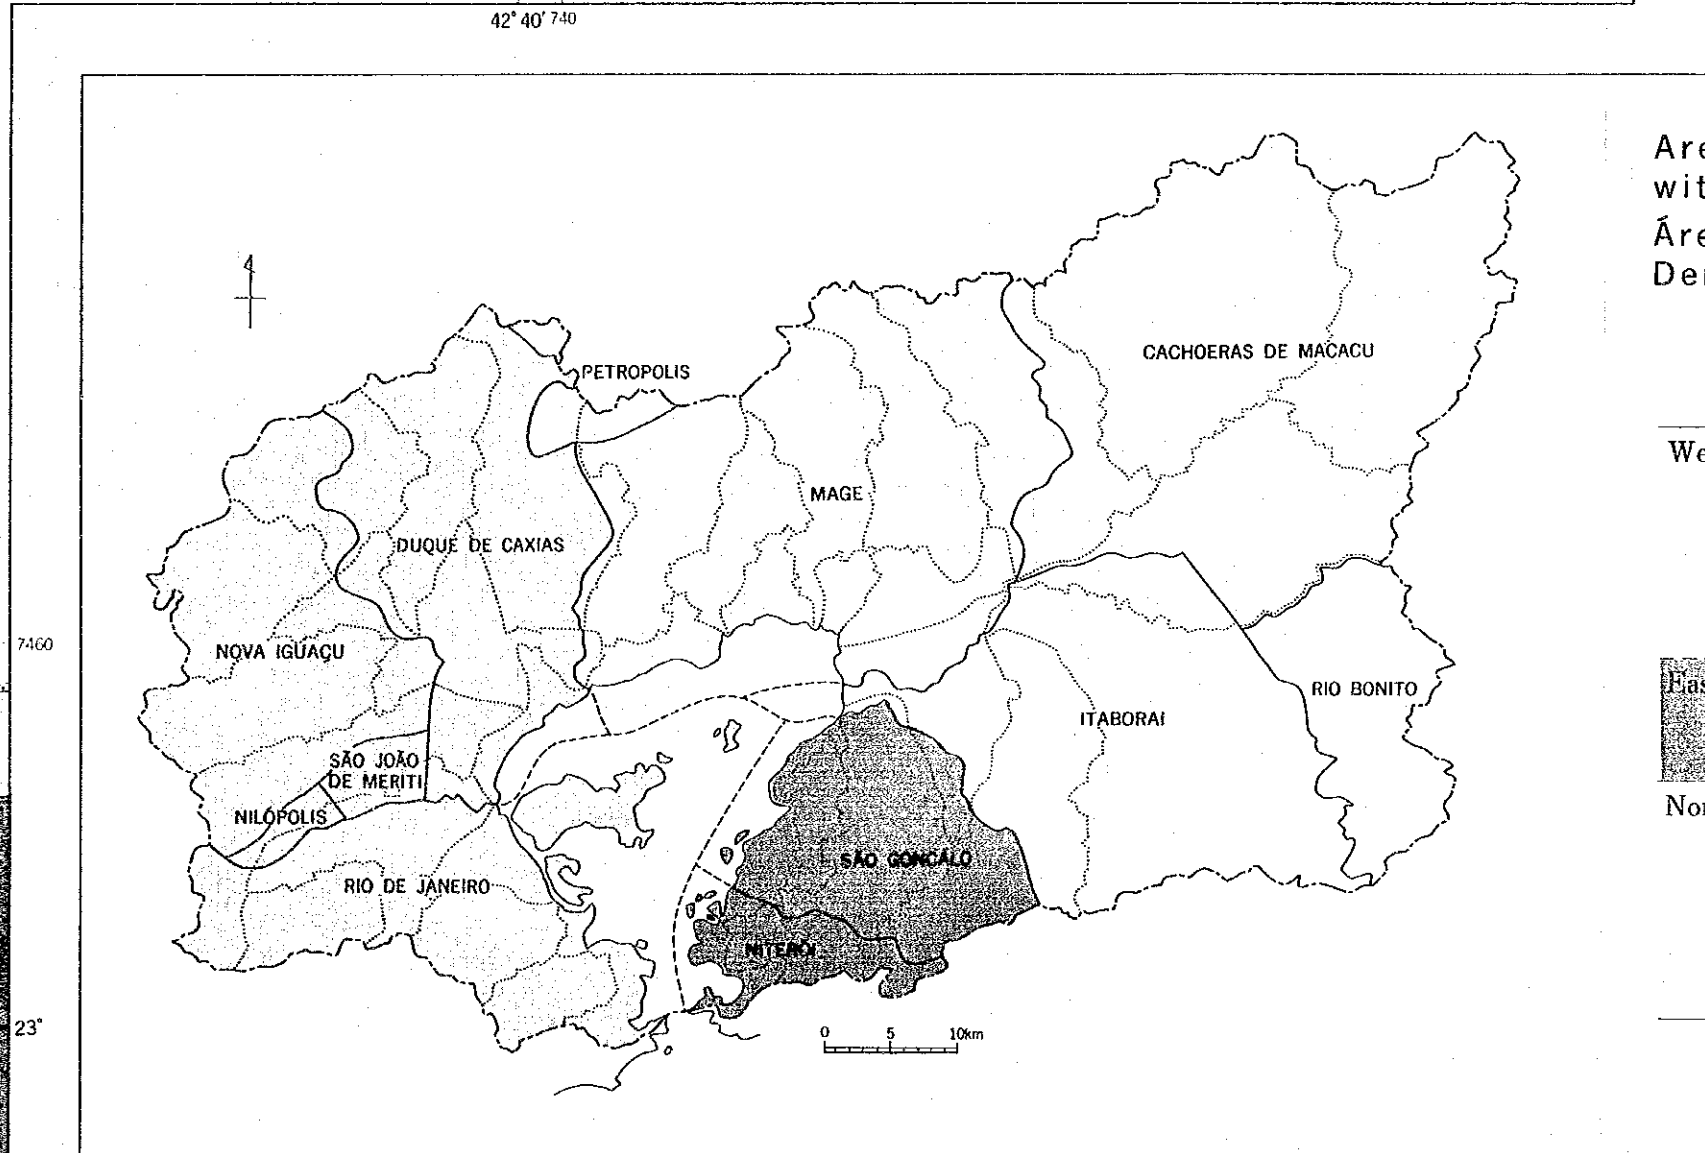 42° 40' 740
Are
wit
Áre
Der
CACHOERAS DE MACACU
PETROPOLIS
We
MAGE
DUQUE DE CAXIAS
7460
NOVA IGUAÇU
Eas
RIO BONITO
ITABORAI
SÃO JOÃO
DE MERITI
NILÓPOLIS
Nor
SÃO GONÇALO
RIO DE JANEIRO
NITERÓI
23°
0 5 10km